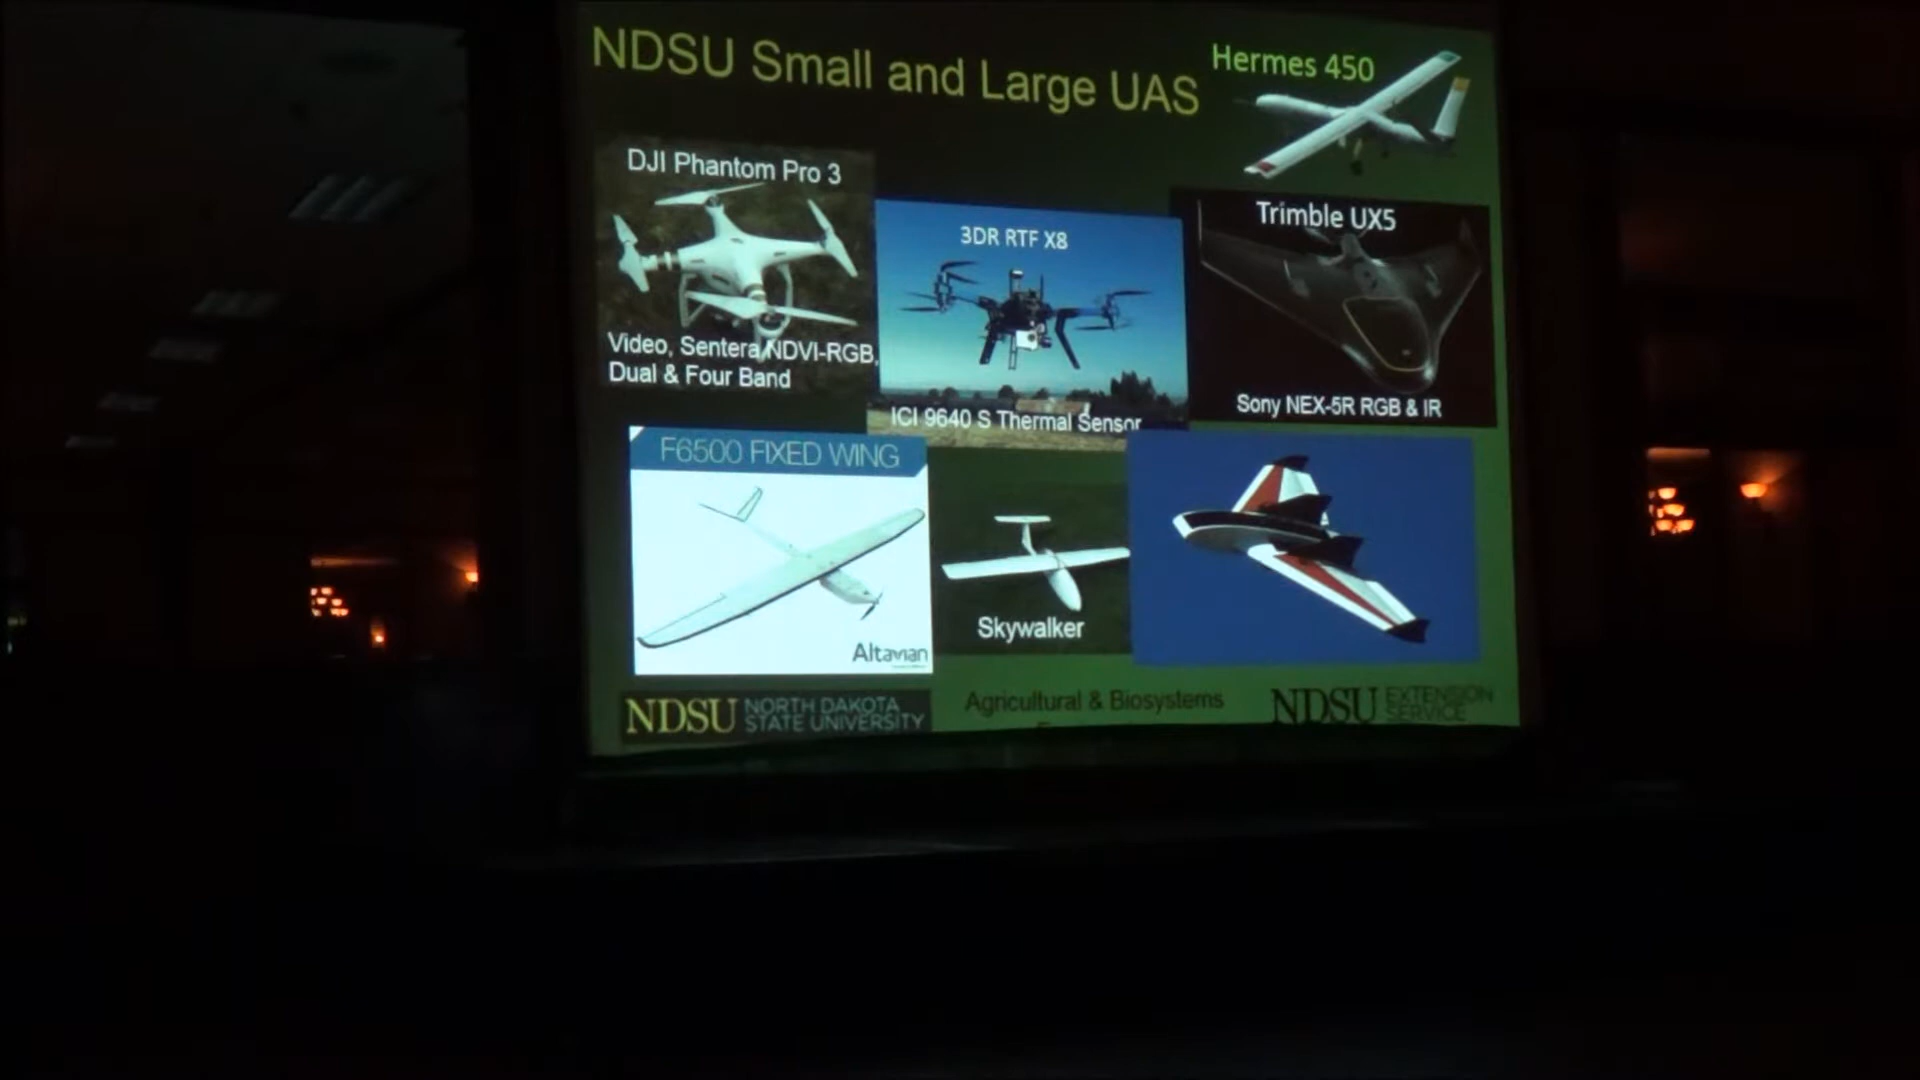 NDSU Small and Large UAS
Hermes 450
DJI Phantom Pro 3
Video, Sentera NDVI-RGB,
Dual & Four Band
3DR RTF X8
ICI 9640 S Thermal Sensor
Trimble UX5
Sony NEX-5R RGB & IR
F6500 FIXED WING
Altavian
Skywalker
NDSU NORTH DAKOTA
STATE UNIVERSITY
Agricultural & Biosystems
NDSU EXTENSION
SERVICE